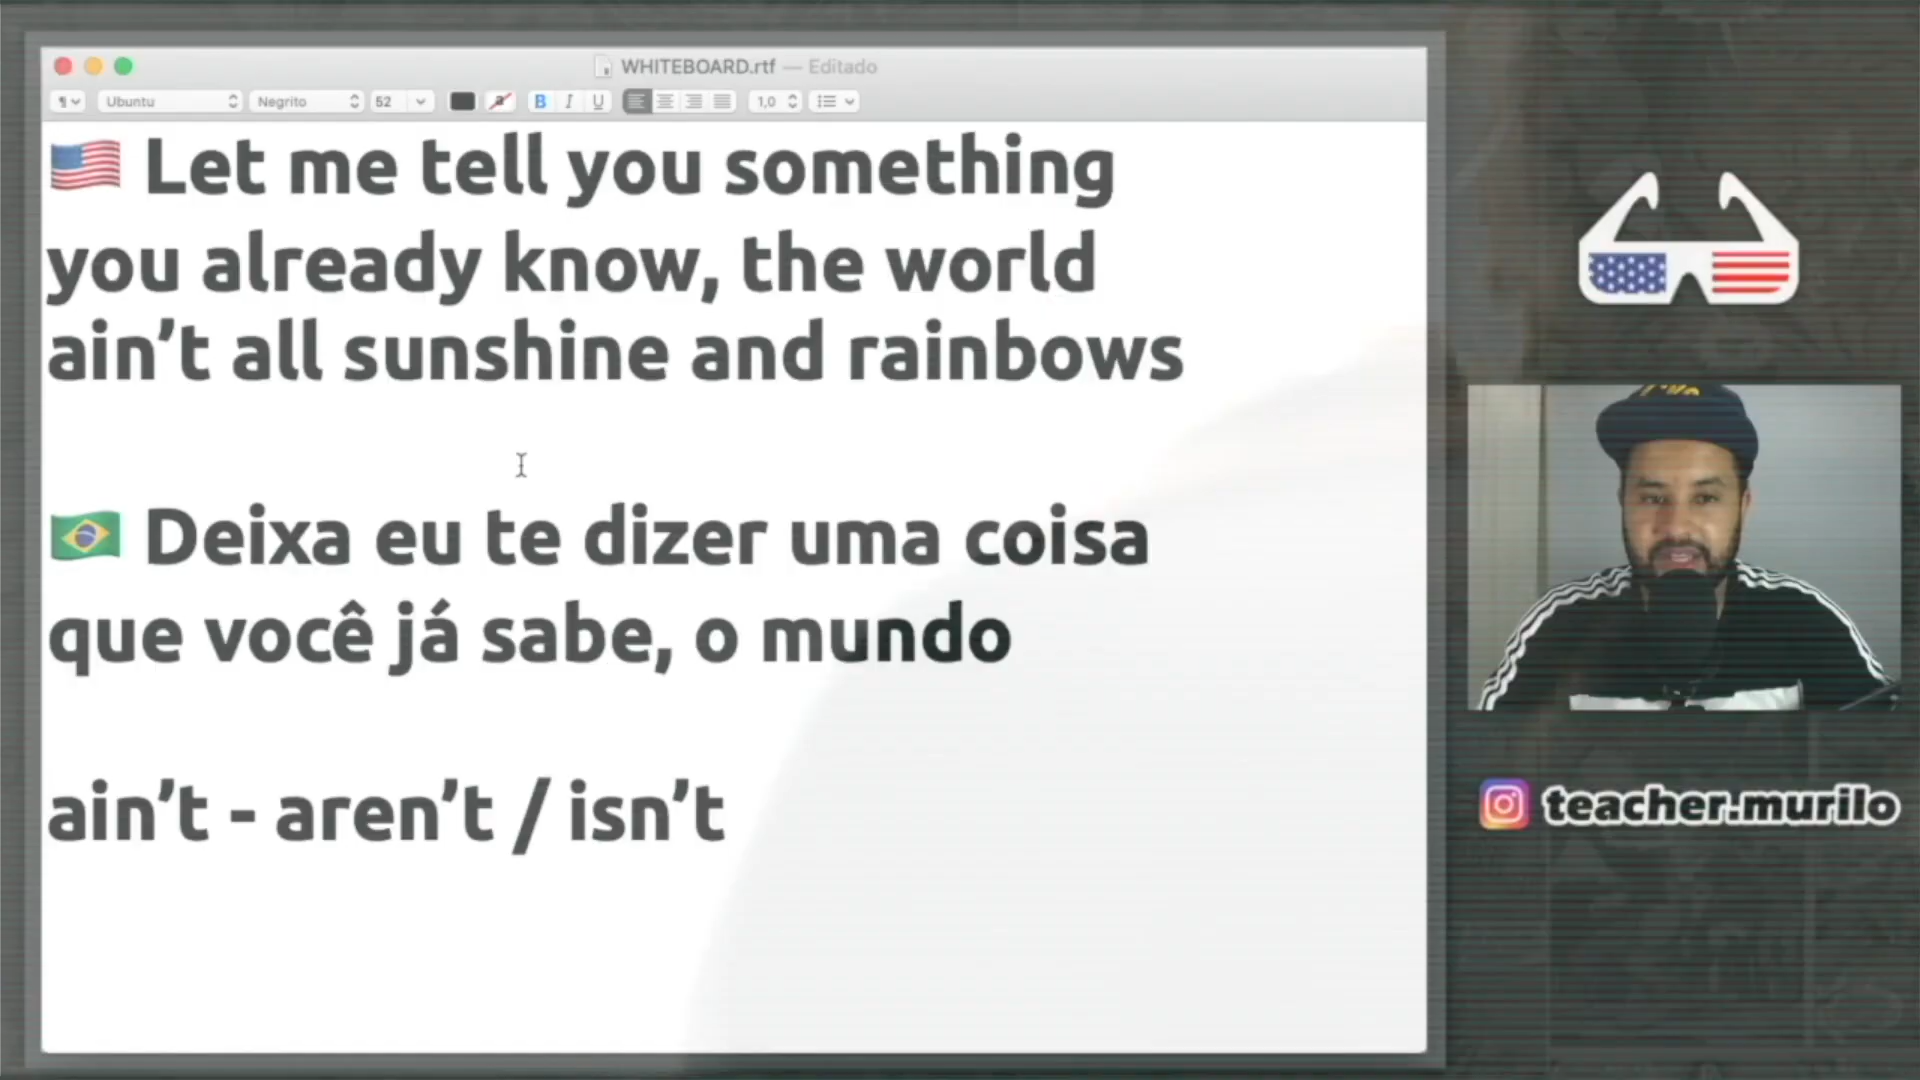 WHITEBOARD.rtf — Editado
Ubuntu Negrito 52 B I U 1,0
Let me tell you something
you already know, the world
ain’t all sunshine and rainbows
Deixa eu te dizer uma coisa
que você já sabe, o mundo
ain’t - aren’t / isn’t
teacher.murilo